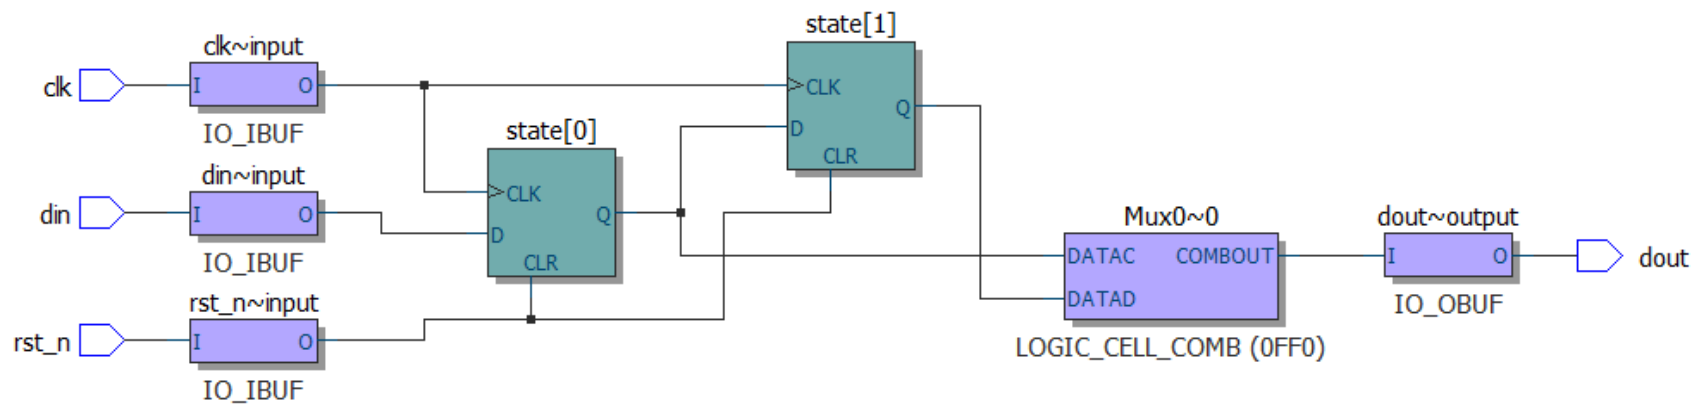 state[1]
clk~input
clk
I
O
CLK
Q
D
CLR
IO_IBUF
state[0]
din~input
din
I
O
CLK
Q
D
CLR
IO_IBUF
Mux0~0
DATAC
COMBOUT
DATAD
LOGIC_CELL_COMB (0FF0)
dout~output
I
O
dout
IO_OBUF
rst_n~input
rst_n
I
O
IO_IBUF